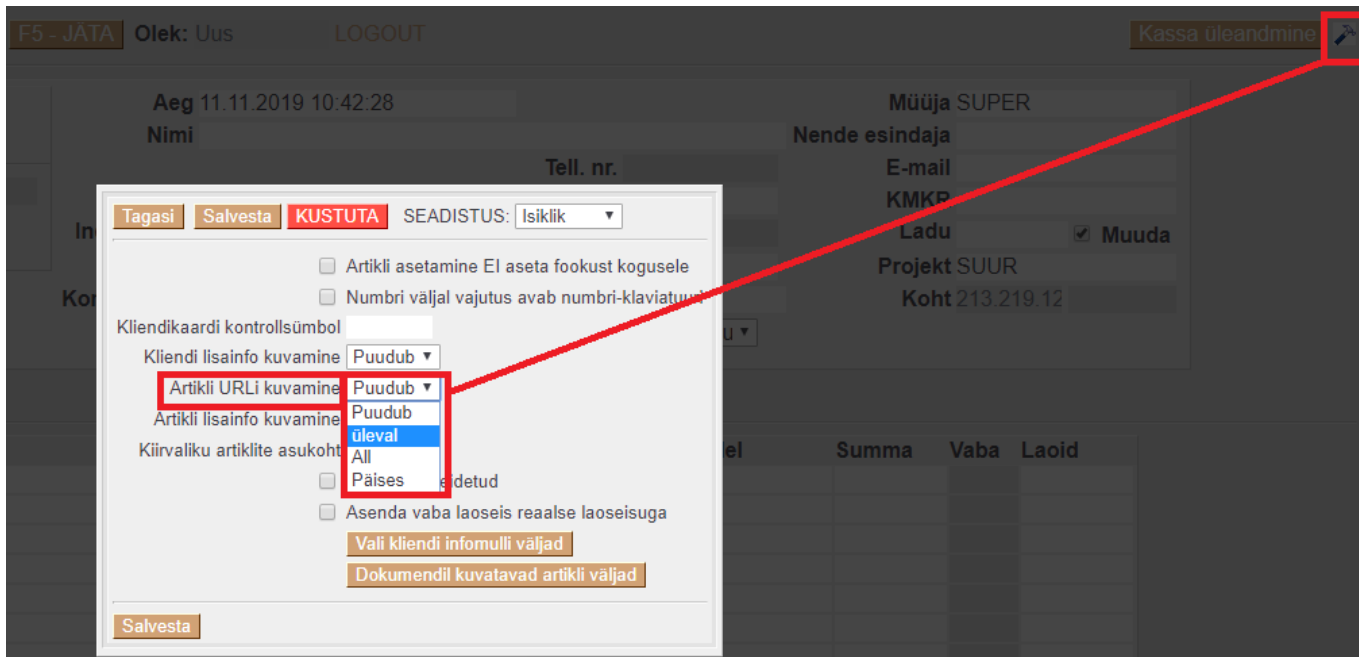 F5 - JÄTA Olek: Uus LOGOUT Kassa üleandmine
Aeg 11.11.2019 10:42:28 Müüja SUPER
Nimi Nende esindaja
Tell. nr. E-mail
KMKR
Ladu Muuda
Projekt SUUR
Koht 213.219.12
Tagasi Salvesta KUSTUTA SEADISTUS: Isiklik
Artikli asetamine EI aseta fookust kogusele
Numbri väljal vajutus avab numbri-klaviatuuri
Kliendikaardi kontrollsümbol
Kliendi lisainfo kuvamine Puudub
Artikli URLi kuvamine Puudub
Puudub
Artikli lisainfo kuvamine
üleval
Kiirvaliku artiklite asukoht
All
Päises
Asenda vaba laoseis reaalse laoseisuga
Vali kliendi infomulli väljad
Dokumendil kuvatavad artikli väljad
Salvesta
Summa Vaba Laoid